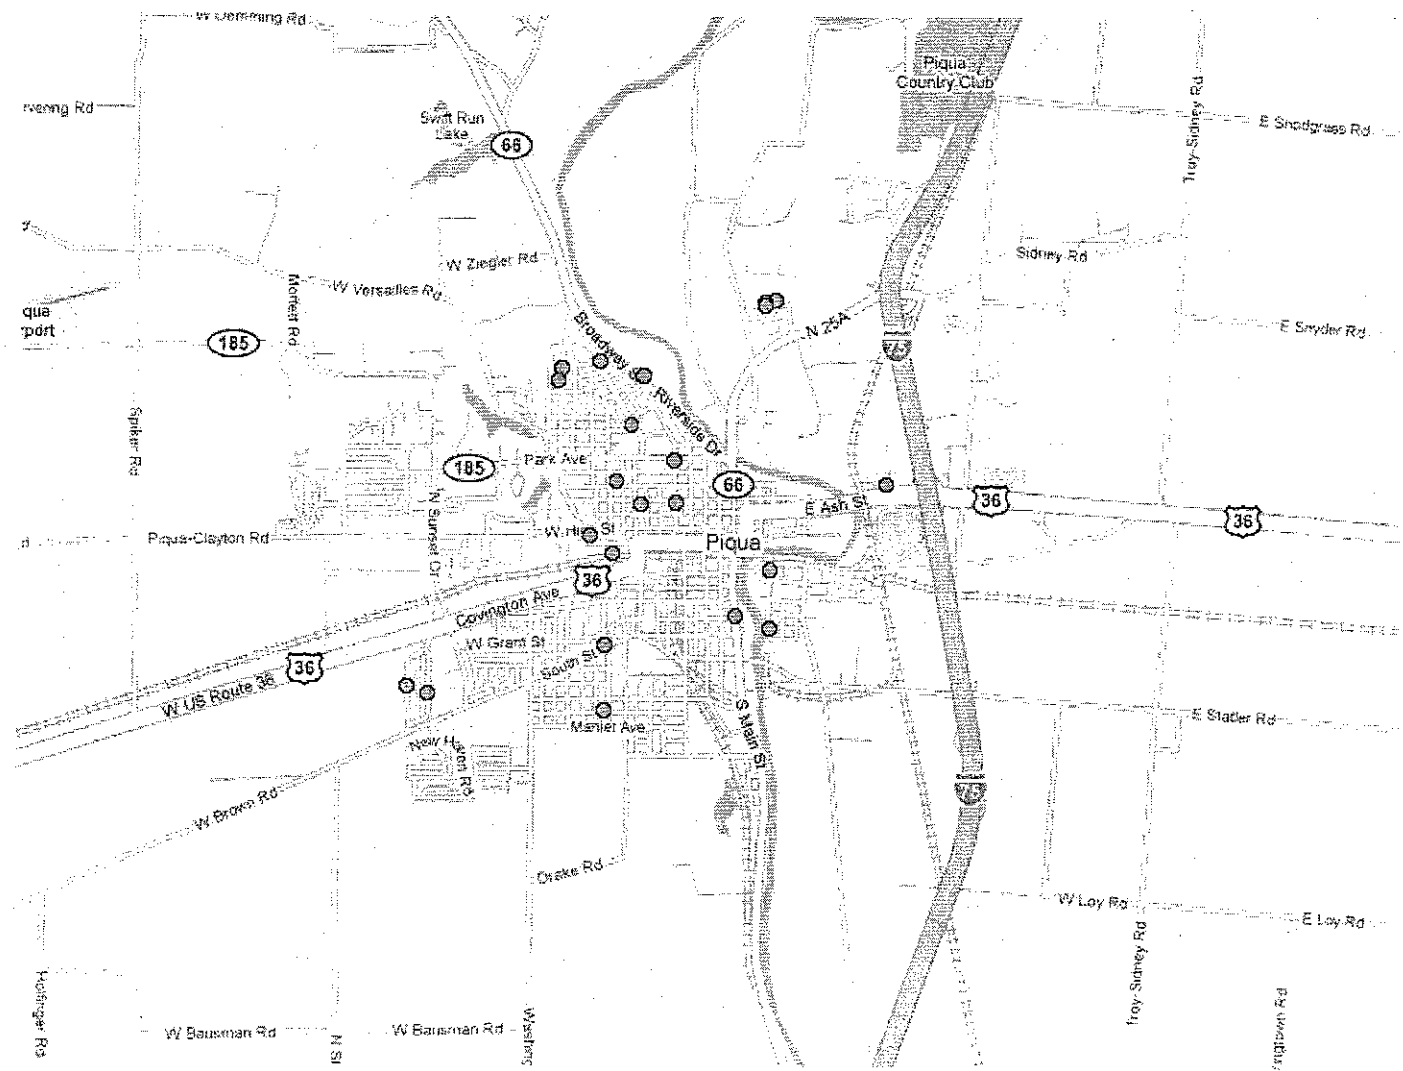 W Demming Rd
Piqua
Country Club
Swift Run
Lake
66
Troy-Sidney Rd
E Snodgrass Rd
W Ziegler Rd
Sidney Rd
W Versailles Rd
Moffett Rd
185
N 25A
75
E Snyder Rd
Broadway St
Riverside Dr
Spiker Rd
185
Park Ave
66
36
36
N Sunset Dr
E Ash St
Piqua-Clayton Rd
W High St
Piqua
36
Covington Ave
W Grant St
South St
36
W US Route 36
S Main St
E Statler Rd
Manier Ave
New Haven Rd
75
W Brown Rd
Drake Rd
W Loy Rd
E Loy Rd
Troy-Sidney Rd
W Bausman Rd
W Bausman Rd
N St